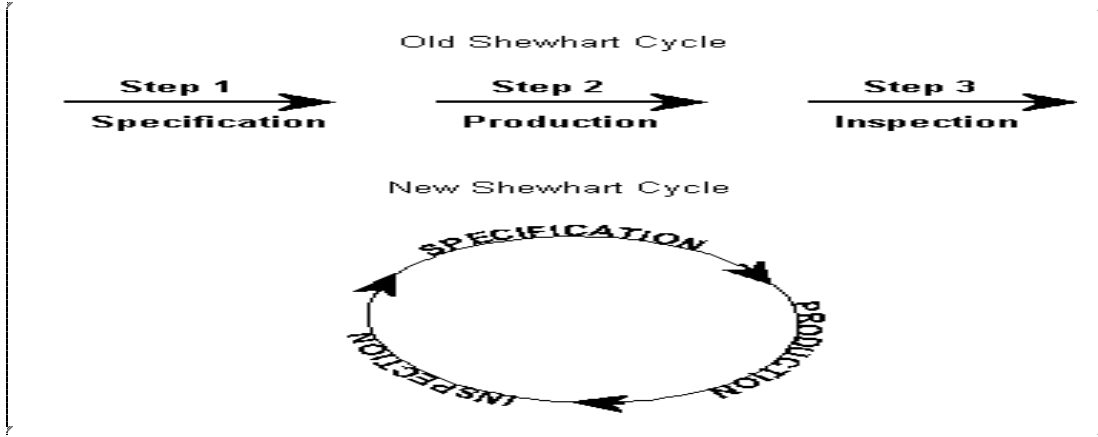 Old Shewhart Cycle
Step 1 Step 2 Step 3
Specification Production Inspection
New Shewhart Cycle
SPECIFICATION
PRODUCTION
INSPECTION